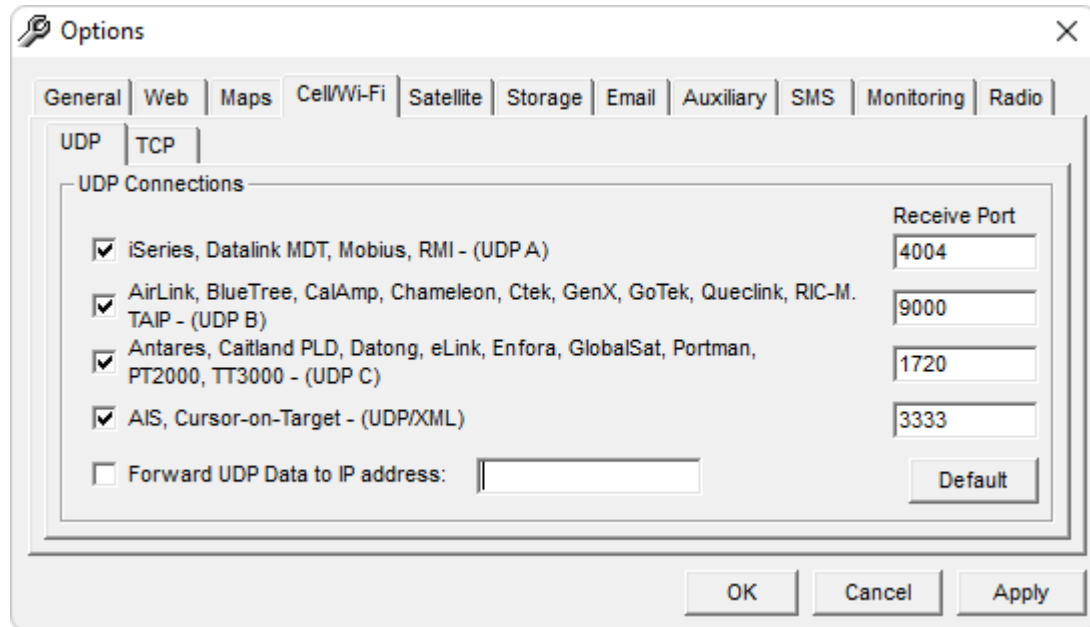 Options
General Web Maps Cell/Wi-Fi Satellite Storage Email Auxiliary SMS Monitoring Radio
UDP TCP
UDP Connections
Receive Port
iSeries, Datalink MDT, Mobius, RMI - (UDP A) 4004
AirLink, BlueTree, CalAmp, Chameleon, Ctek, GenX, GoTek, Queclink, RIC-M.
TAIP - (UDP B) 9000
Antares, Caitland PLD, Datong, eLink, Enfora, GlobalSat, Portman,
PT2000, TT3000 - (UDP C) 1720
AIS, Cursor-on-Target - (UDP/XML) 3333
Forward UDP Data to IP address: Default
OK Cancel Apply